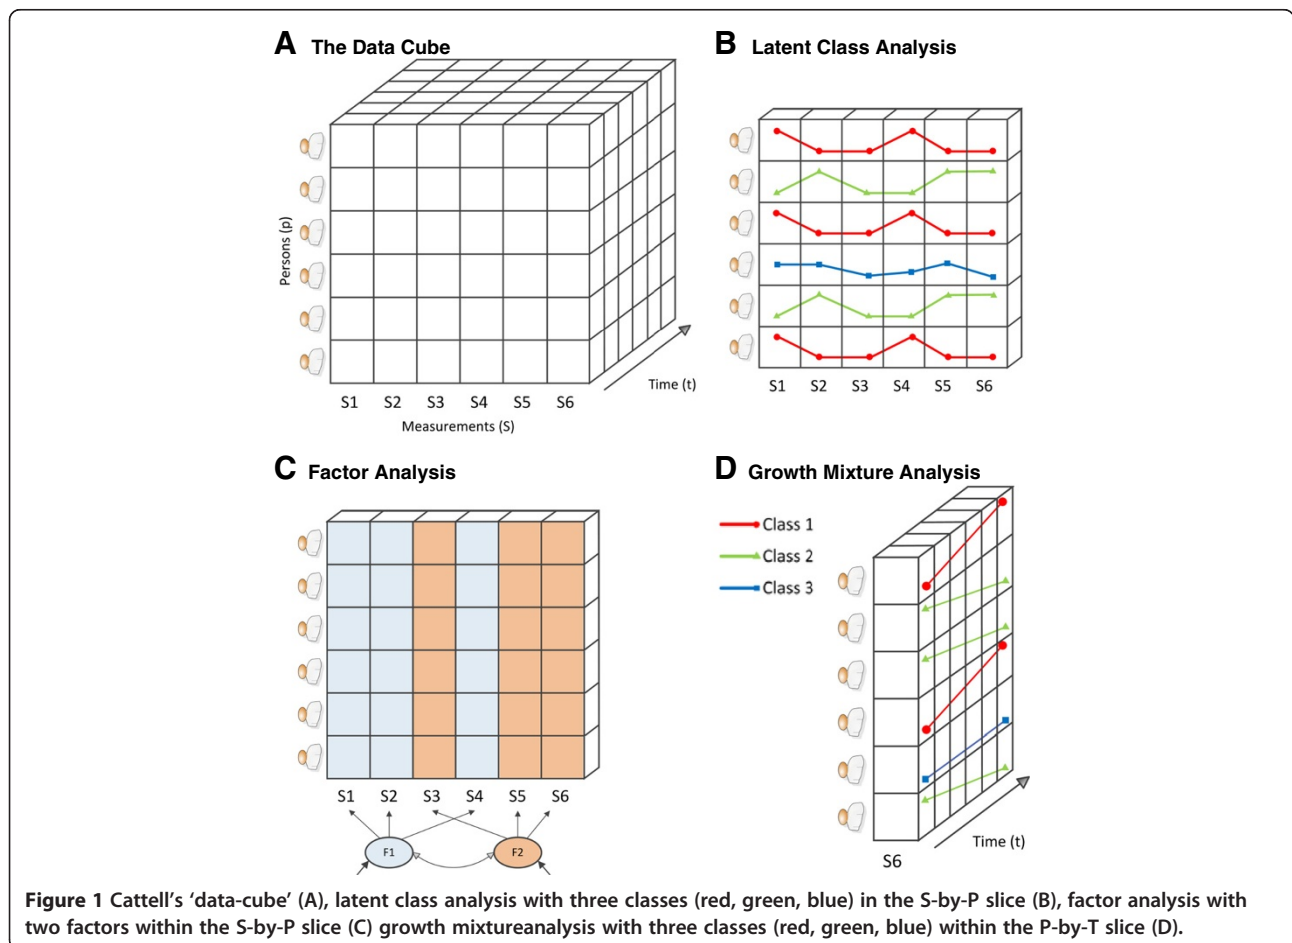 A The Data Cube
Persons (p)
S1 S2 S3 S4 S5 S6
Measurements (S)
Time (t)
B Latent Class Analysis
S1 S2 S3 S4 S5 S6
C Factor Analysis
S1 S2 S3 S4 S5 S6
F1 F2
D Growth Mixture Analysis
Class 1
Class 2
Class 3
Time (t)
S6
Figure 1 Cattell's 'data-cube' (A), latent class analysis with three classes (red, green, blue) in the S-by-P slice (B), factor analysis with
two factors within the S-by-P slice (C) growth mixtureanalysis with three classes (red, green, blue) within the P-by-T slice (D).